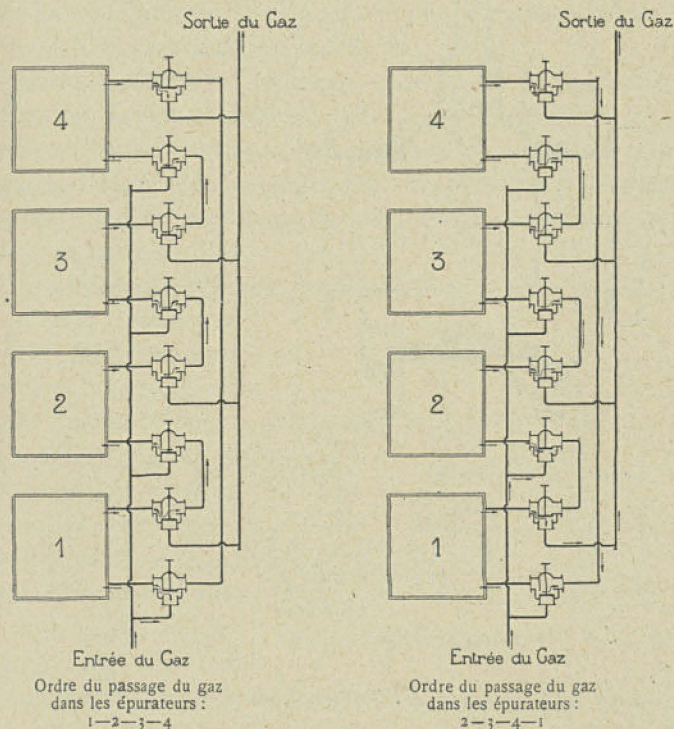 Sortie du Gaz
4
3
2
1
Entrée du Gaz
Ordre du passage du gaz
dans les épurateurs :
1—2—3—4
Sortie du Gaz
4
3
2
1
Entrée du Gaz
Ordre du passage du gaz
dans les épurateurs :
2—3—4—1